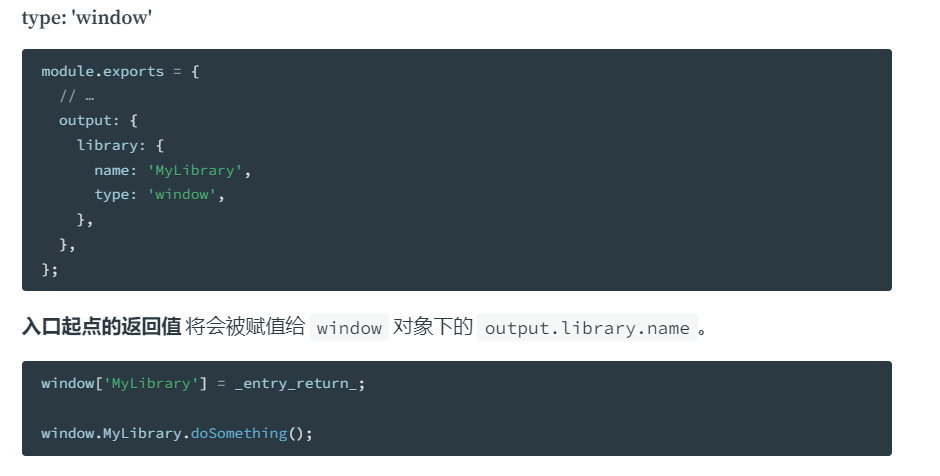 type: 'window'
module.exports = {
  // …
  output: {
    library: {
      name: 'MyLibrary',
      type: 'window',
    },
  },
};
入口起点的返回值 将会被赋值给 window 对象下的 output.library.name 。
window['MyLibrary'] = _entry_return_;
window.MyLibrary.doSomething();